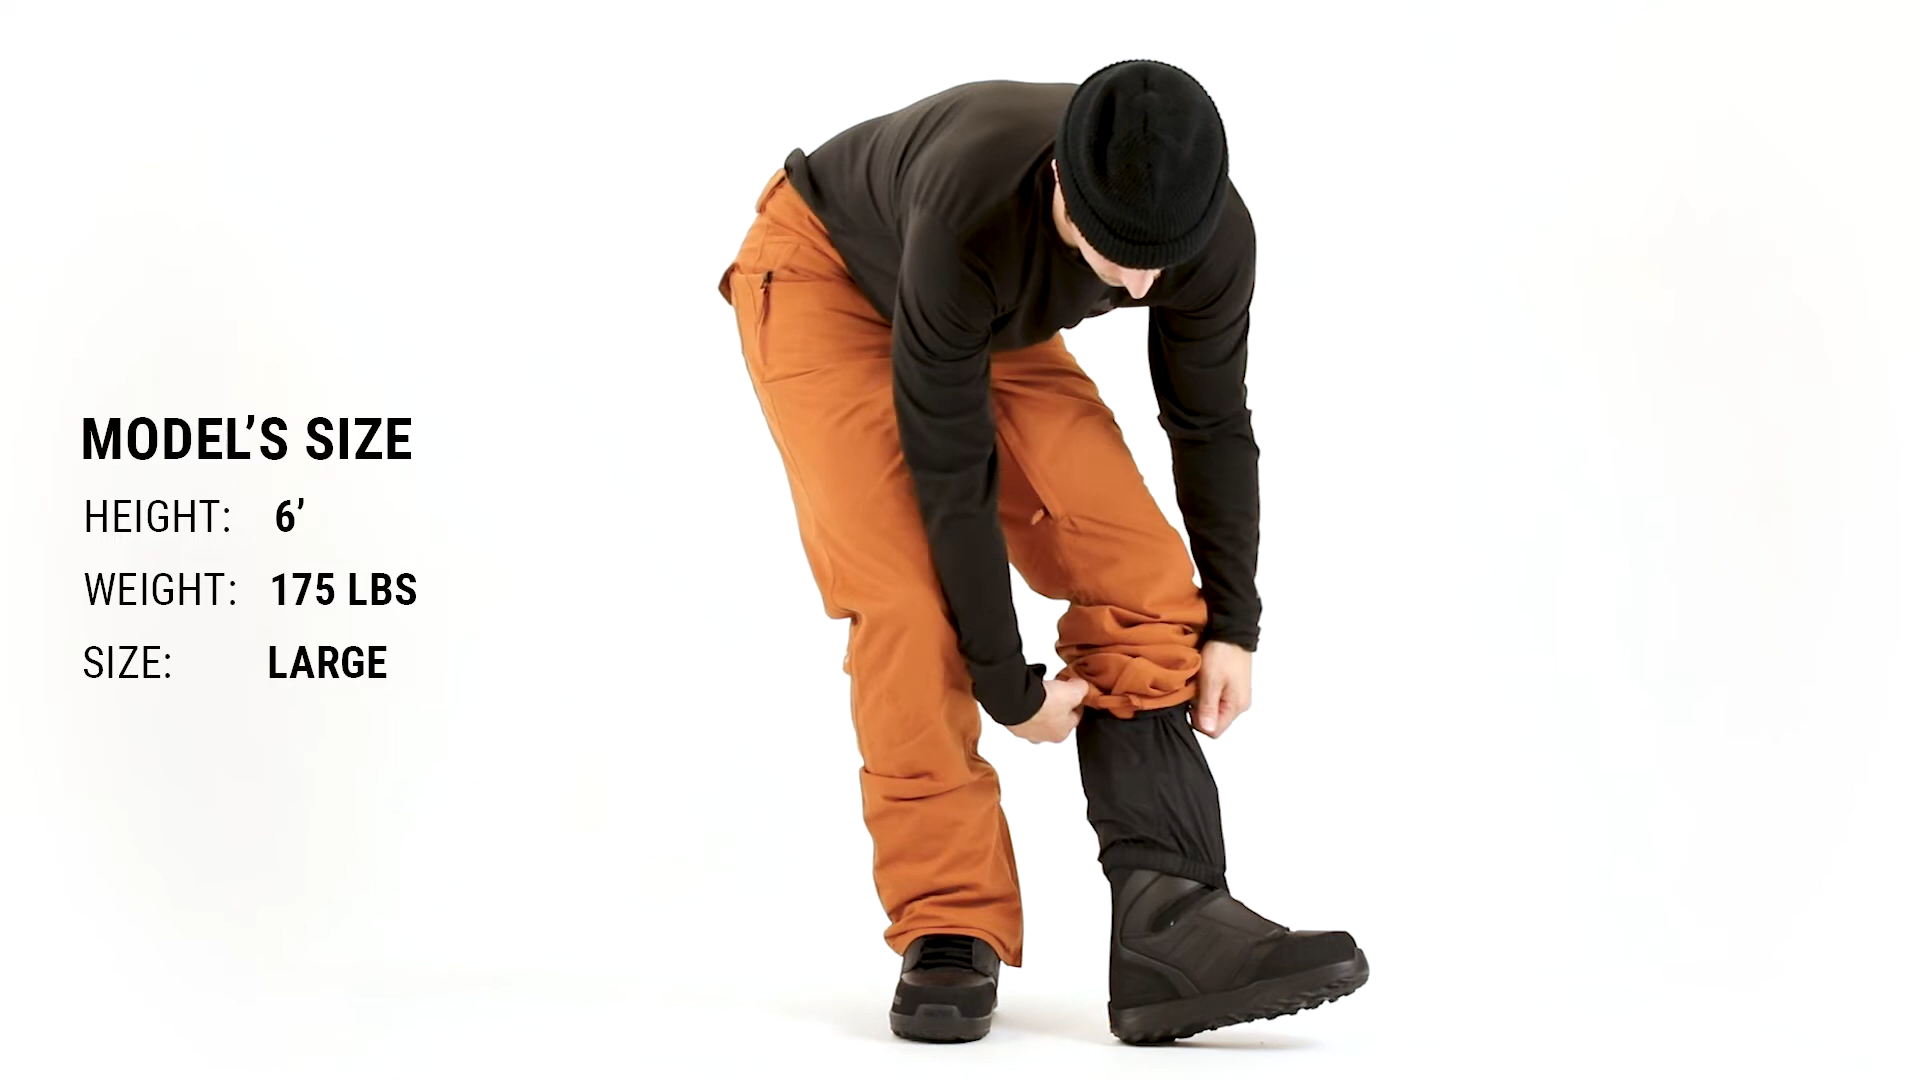 MODEL’S SIZE
HEIGHT: 6’
WEIGHT: 175 LBS
SIZE: LARGE